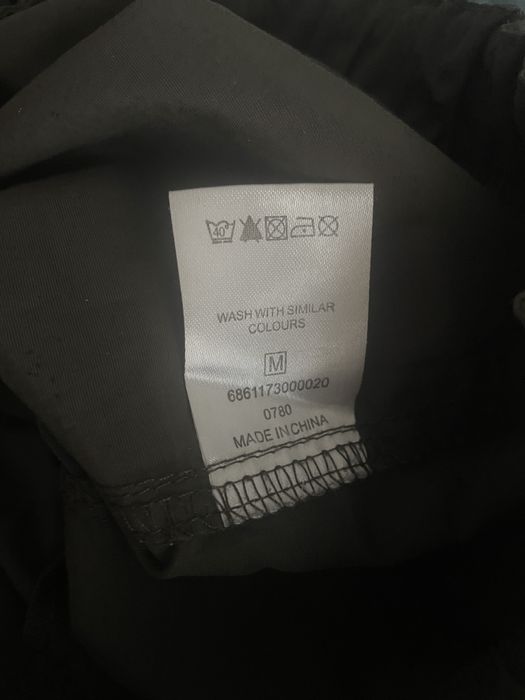 40°
WASH WITH SIMILAR
COLOURS
M
6861173000020
0780
MADE IN CHINA